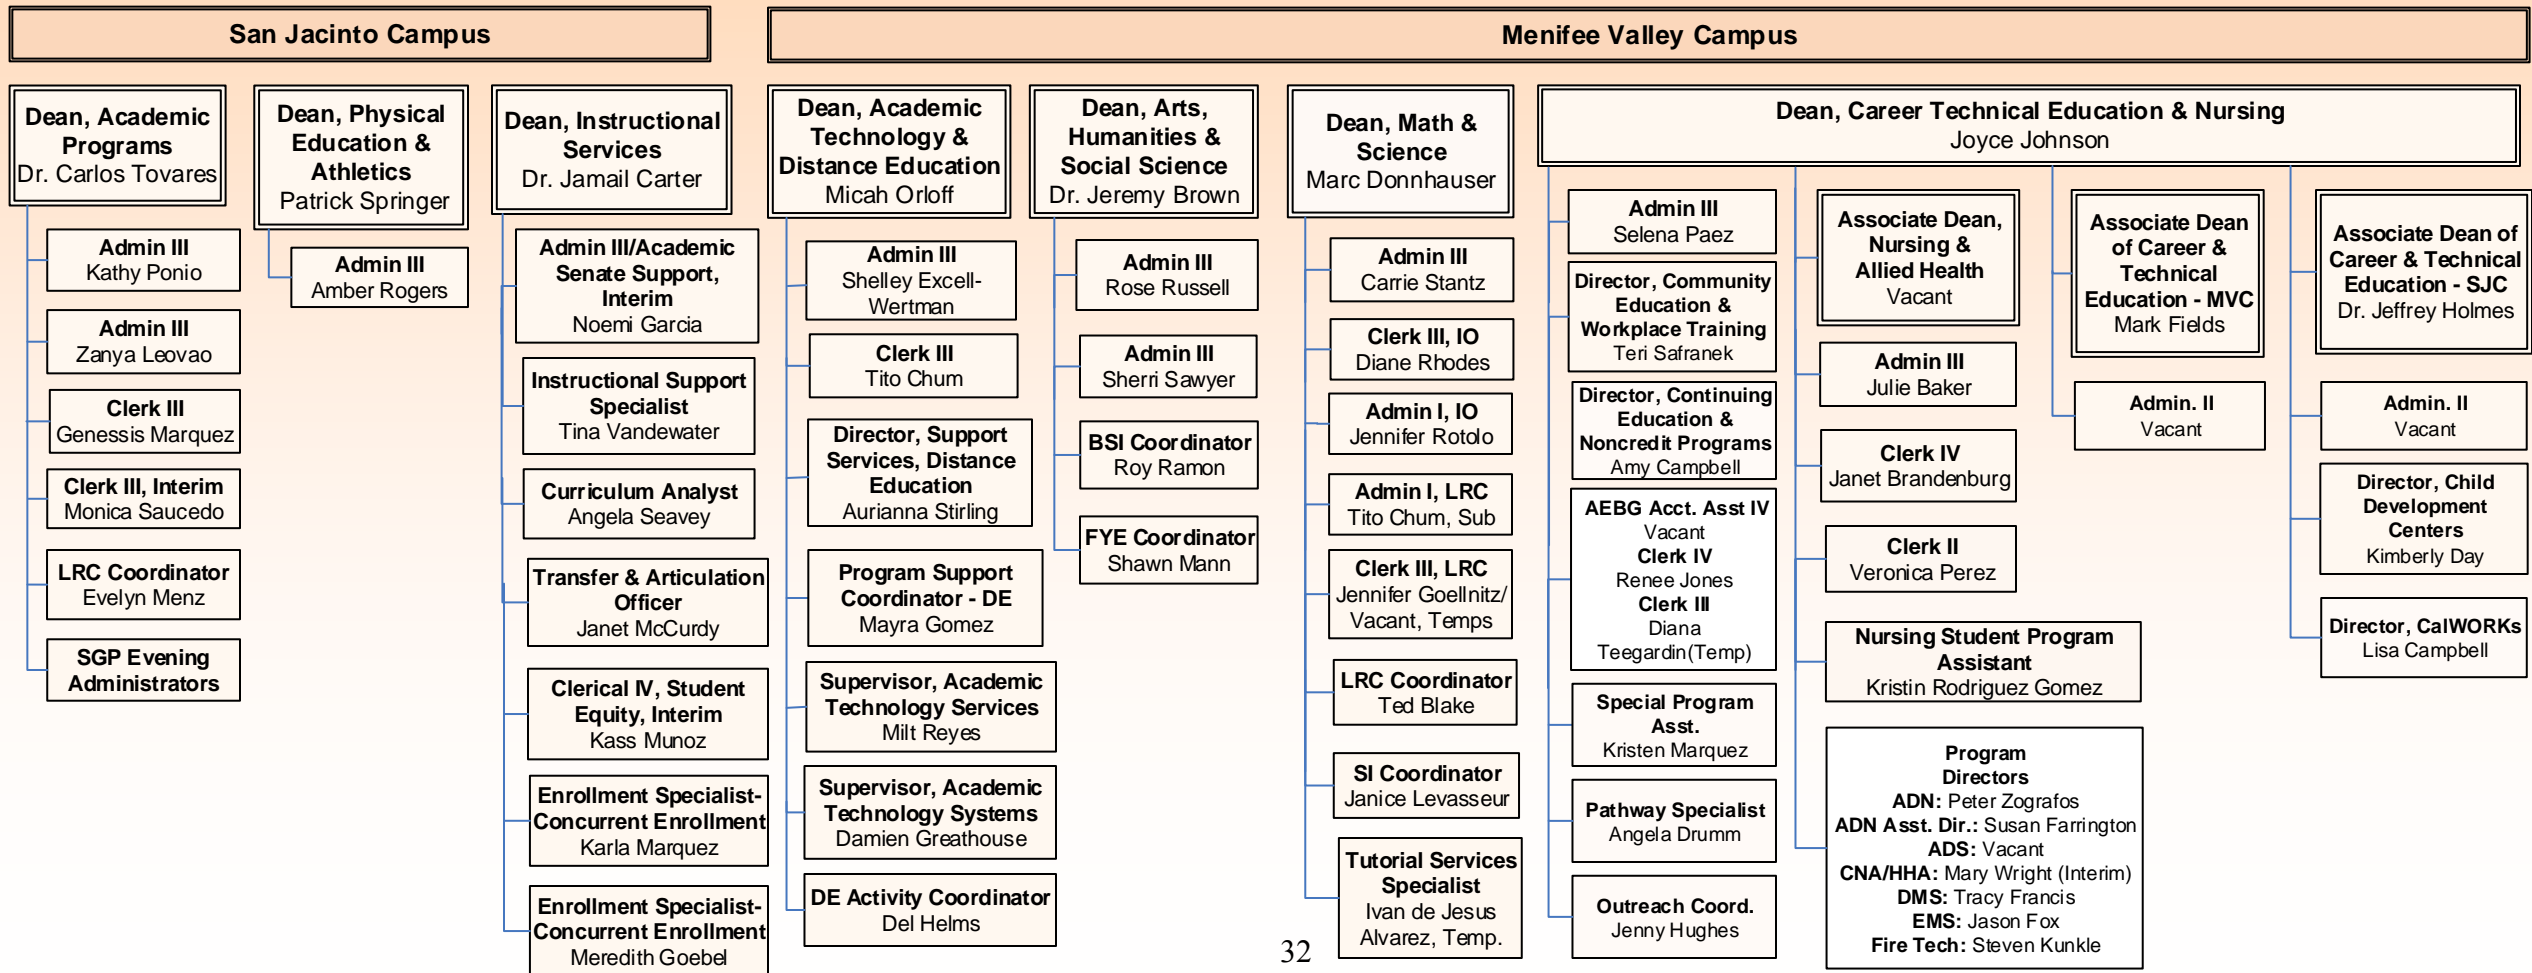 San Jacinto Campus
Menifee Valley Campus
Dean, Academic
Programs
Dr. Carlos Tovares
Admin III
Kathy Ponio
Admin III
Zanya Leovao
Clerk III
Genessis Marquez
Clerk III, Interim
Monica Saucedo
LRC Coordinator
Evelyn Menz
SGP Evening
Administrators
Dean, Physical
Education &
Athletics
Patrick Springer
Admin III
Amber Rogers
Dean, Instructional
Services
Dr. Jamail Carter
Admin III/Academic
Senate Support,
Interim
Noemi Garcia
Instructional Support
Specialist
Tina Vandewater
Curriculum Analyst
Angela Seavey
Transfer & Articulation
Officer
Janet McCurdy
Clerical IV, Student
Equity, Interim
Kass Munoz
Enrollment Specialist-
Concurrent Enrollment
Karla Marquez
Enrollment Specialist-
Concurrent Enrollment
Meredith Goebel
Dean, Academic
Technology &
Distance Education
Micah Orloff
Admin III
Shelley Excell-
Wertman
Clerk III
Tito Chum
Director, Support
Services, Distance
Education
Aurianna Stirling
Program Support
Coordinator - DE
Mayra Gomez
Supervisor, Academic
Technology Services
Milt Reyes
Supervisor, Academic
Technology Systems
Damien Greathouse
DE Activity Coordinator
Del Helms
Dean, Arts,
Humanities &
Social Science
Dr. Jeremy Brown
Admin III
Rose Russell
Admin III
Sherri Sawyer
BSI Coordinator
Roy Ramon
FYE Coordinator
Shawn Mann
Dean, Math &
Science
Marc Donnhauser
Admin III
Carrie Stantz
Clerk III, IO
Diane Rhodes
Admin I, IO
Jennifer Rotolo
Admin I, LRC
Tito Chum, Sub
Clerk III, LRC
Jennifer Goellnitz/
Vacant, Temps
LRC Coordinator
Ted Blake
SI Coordinator
Janice Levasseur
Tutorial Services
Specialist
Ivan de Jesus
Alvarez, Temp.
Dean, Career Technical Education & Nursing
Joyce Johnson
Admin III
Selena Paez
Director, Community
Education &
Workplace Training
Teri Safranek
Director, Continuing
Education &
Noncredit Programs
Amy Campbell
AEBG Acct. Asst IV
Vacant
Clerk IV
Renee Jones
Clerk III
Diana
Teegardin(Temp)
Special Program
Asst.
Kristen Marquez
Pathway Specialist
Angela Drumm
Outreach Coord.
Jenny Hughes
Associate Dean,
Nursing &
Allied Health
Vacant
Admin III
Julie Baker
Clerk IV
Janet Brandenburg
Clerk II
Veronica Perez
Nursing Student Program
Assistant
Kristin Rodriguez Gomez
Program
Directors
ADN: Peter Zografos
ADN Asst. Dir.: Susan Farrington
ADS: Vacant
CNA/HHA: Mary Wright (Interim)
DMS: Tracy Francis
EMS: Jason Fox
Fire Tech: Steven Kunkle
Associate Dean
of Career &
Technical
Education - MVC
Mark Fields
Admin. II
Vacant
Associate Dean of
Career & Technical
Education - SJC
Dr. Jeffrey Holmes
Admin. II
Vacant
Director, Child
Development
Centers
Kimberly Day
Director, CalWORKs
Lisa Campbell
32